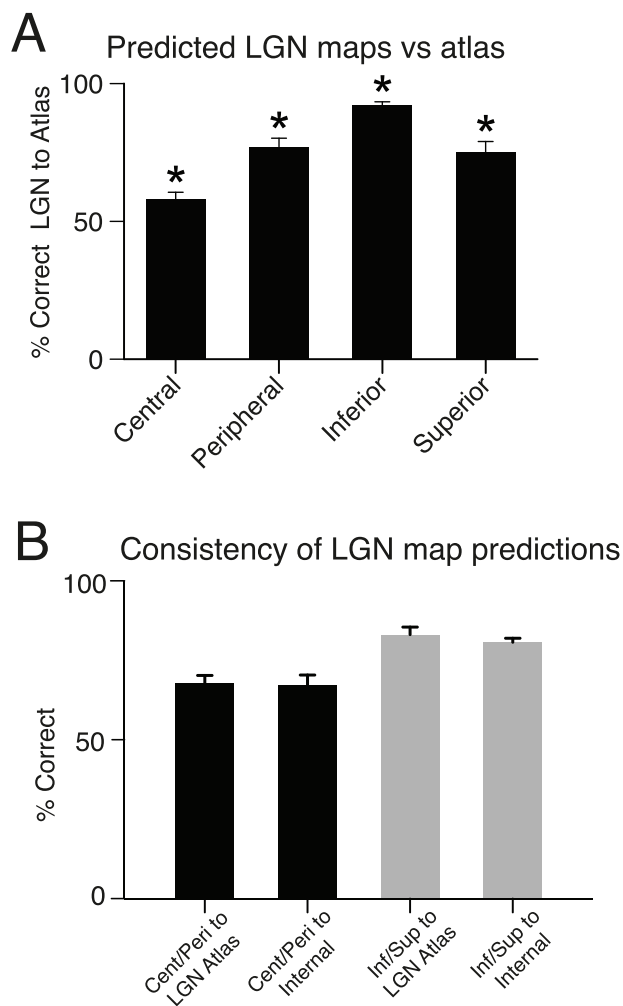 A
Predicted LGN maps vs atlas
% Correct LGN to Atlas
100
50
0
*
*
*
*
Central
Peripheral
Inferior
Superior
B
Consistency of LGN map predictions
% Correct
100
50
0
Cent/Peri to
LGN Atlas
Cent/Peri to
Internal
Inf/Sup to
LGN Atlas
Inf/Sup to
Internal